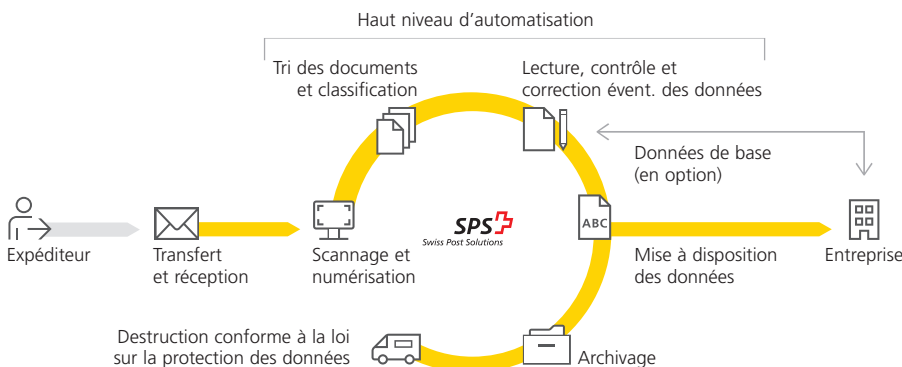 Haut niveau d’automatisation
Tri des documents
et classification
Lecture, contrôle et
correction évent. des données
Données de base
(en option)
Expéditeur
Transfert
et réception
Scannage et
numérisation
SPS
Swiss Post Solutions
ABC
Mise à disposition
des données
Entreprise
Destruction conforme à la loi
sur la protection des données
Archivage